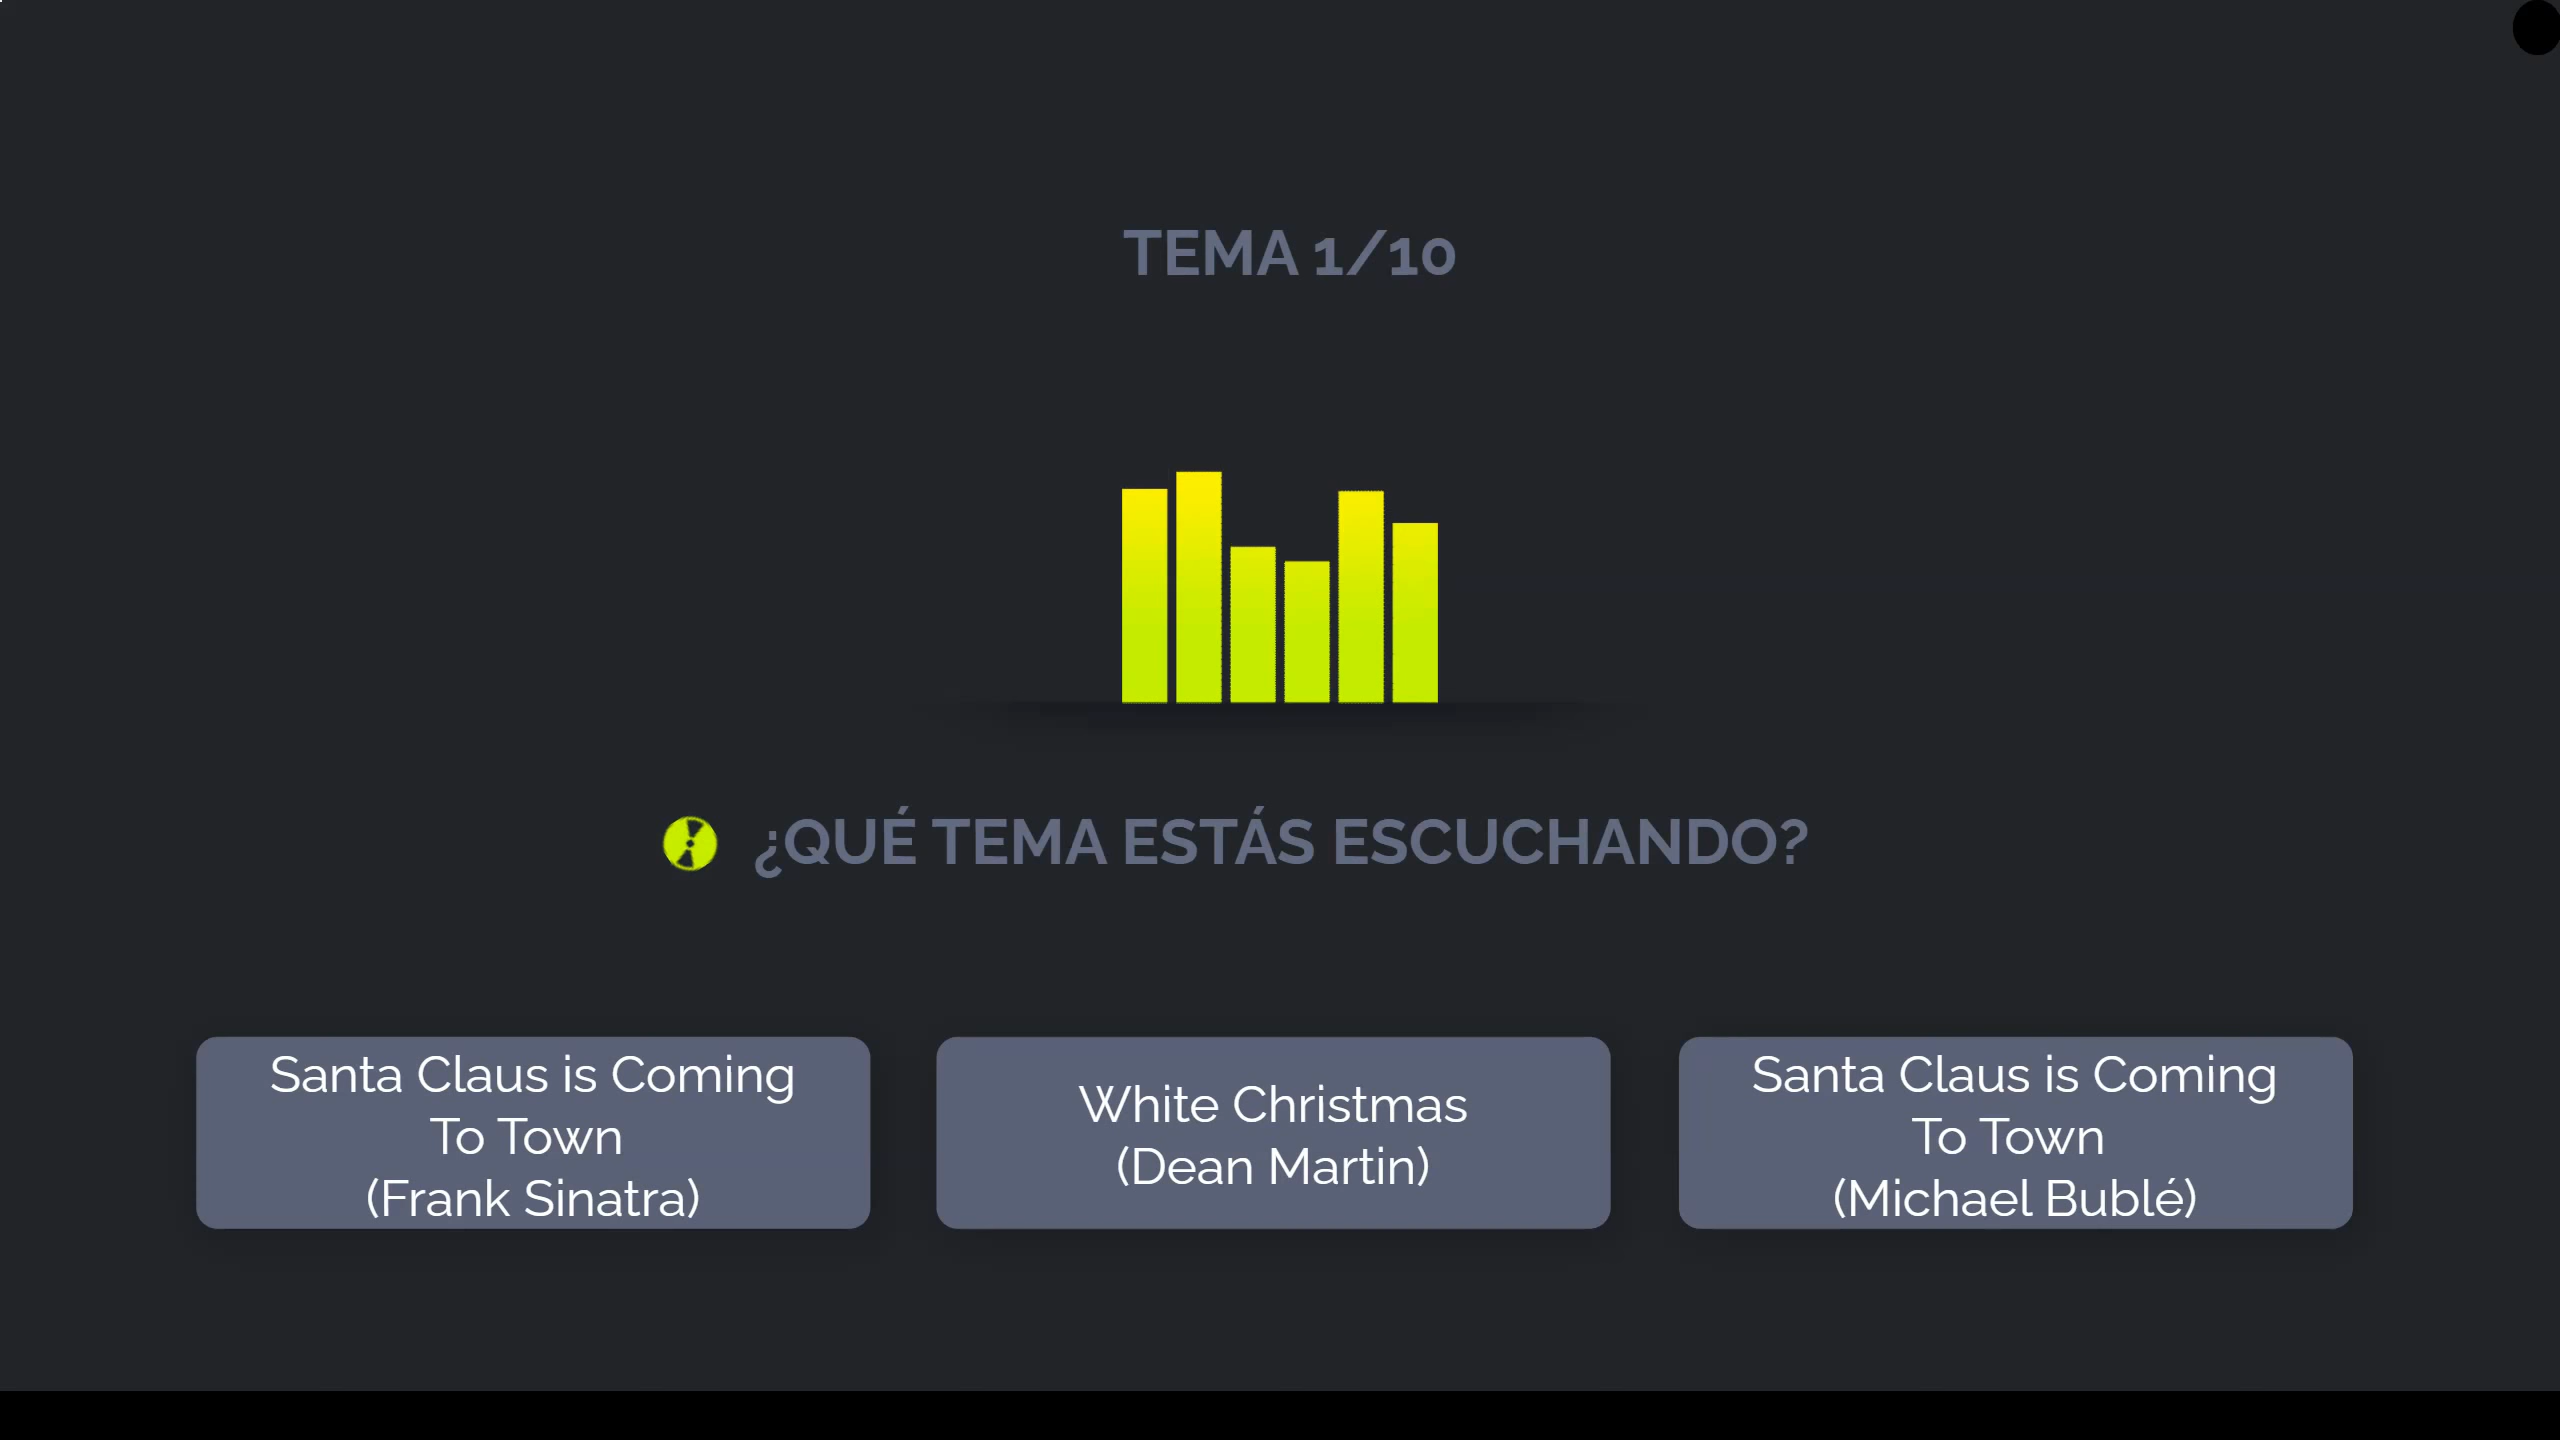 TEMA 1/10
¿QUÉ TEMA ESTÁS ESCUCHANDO?
Santa Claus is Coming
To Town
(Frank Sinatra)
White Christmas
(Dean Martin)
Santa Claus is Coming
To Town
(Michael Bublé)